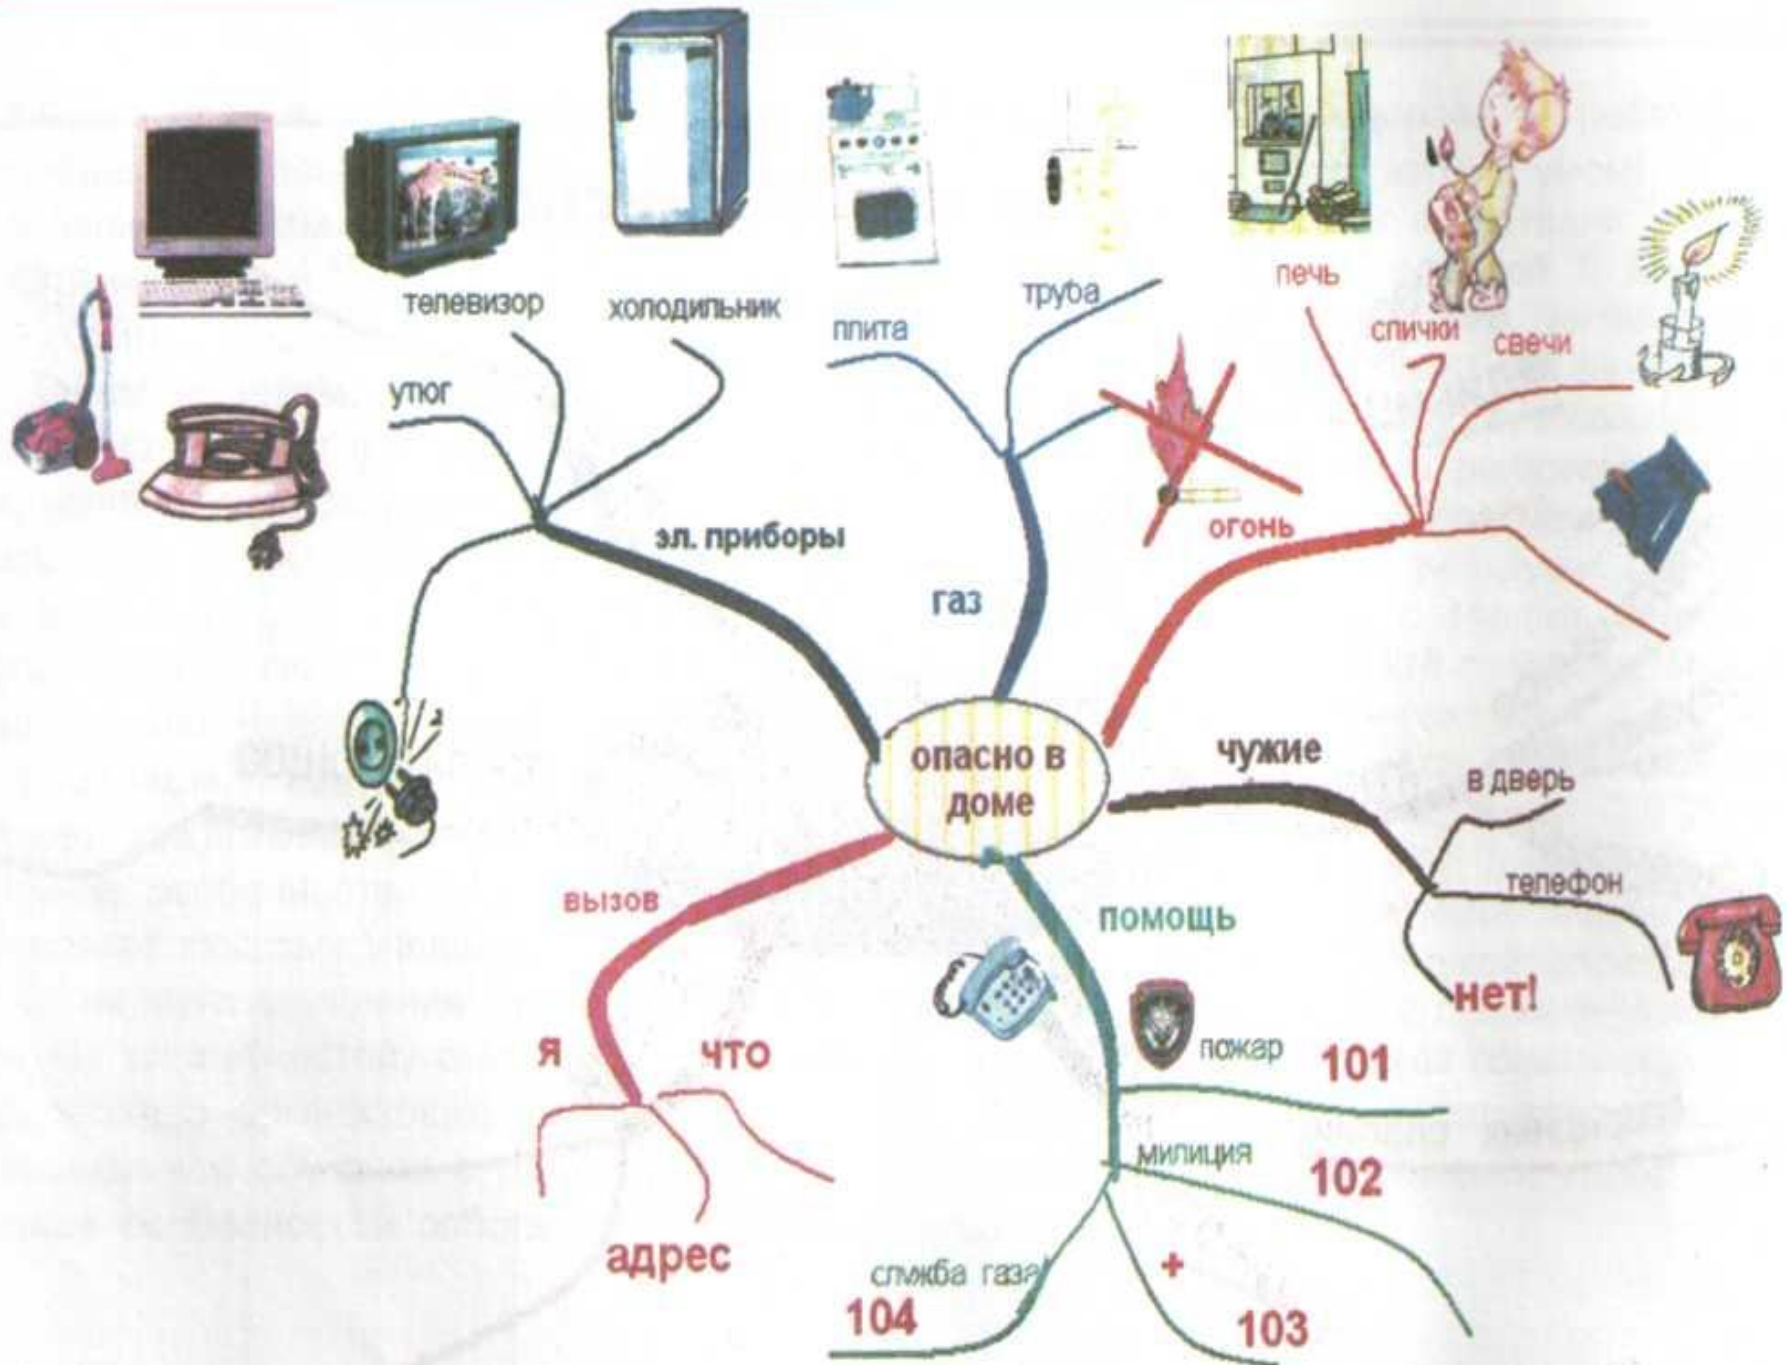 телевизор
холодильник
утюг
эл. приборы
плита
труба
газ
печь
спички
свечи
огонь
опасно в
доме
чужие
в дверь
телефон
нет!
помощь
пожар 101
милиция 102
+ 103
служба газа
104
вызов
я
что
адрес